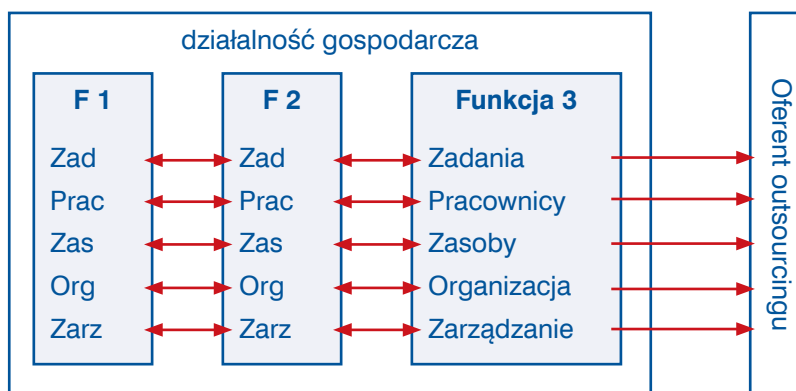 działalność gospodarcza
F 1
Zad
Prac
Zas
Org
Zarz
F 2
Zad
Prac
Zas
Org
Zarz
Funkcja 3
Zadania
Pracownicy
Zasoby
Organizacja
Zarządzanie
Oferent outsourcingu